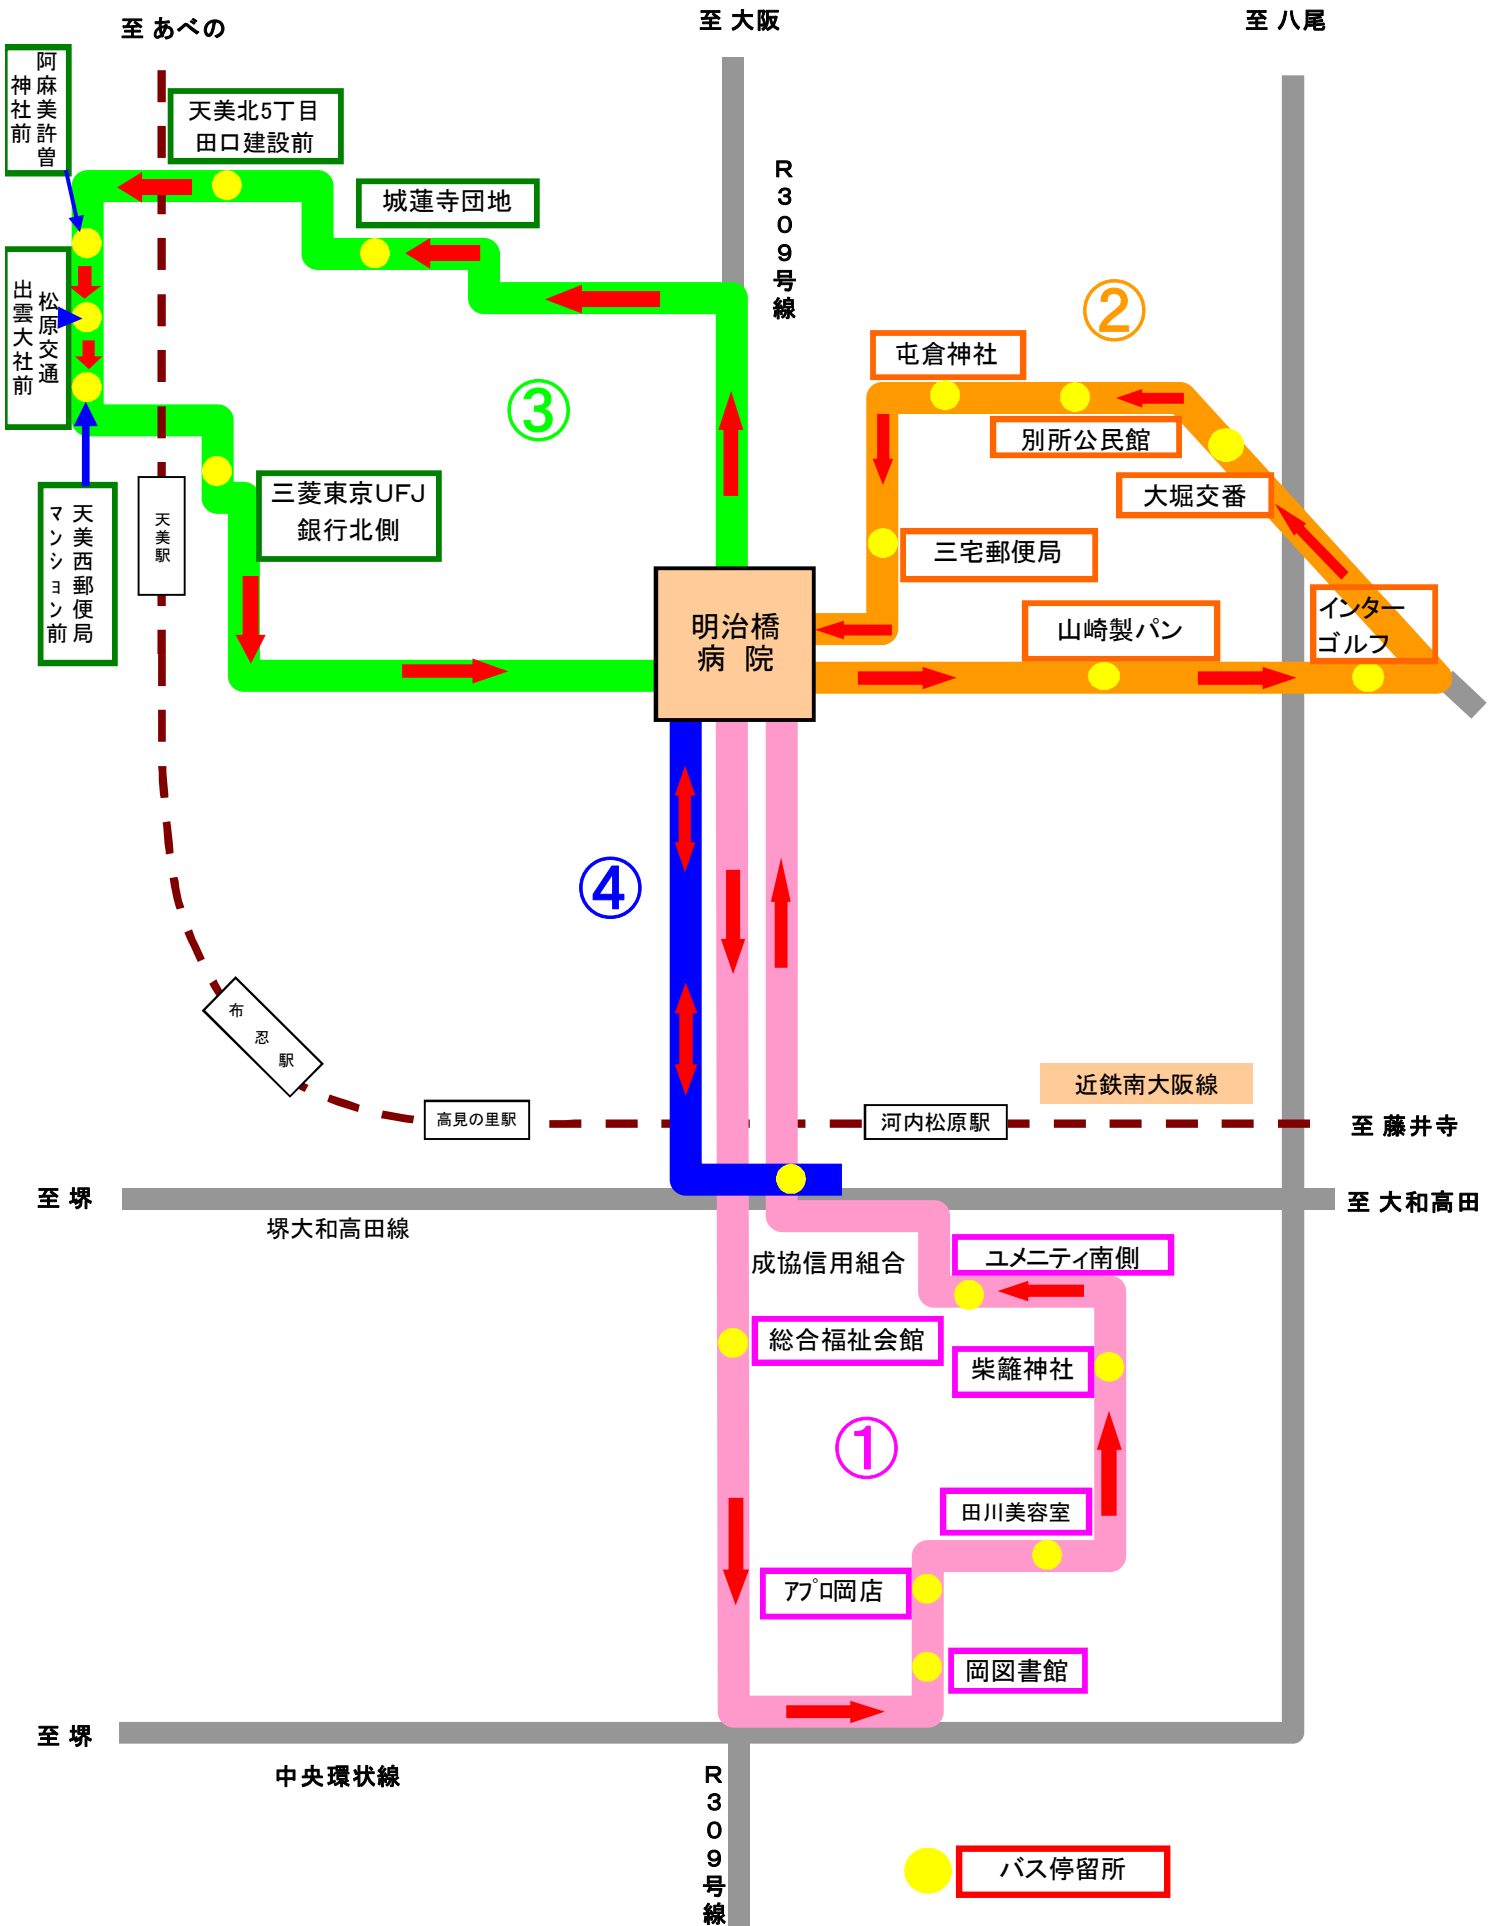 至 あべの
至 大阪
至 八尾
阿麻美許曽
神社前
天美北5丁目
田口建設前
城蓮寺団地
R309号線
②
屯倉神社
別所公民館
大堀交番
松原交通
出雲大社前
③
三菱東京UFJ
銀行北側
天美西郵便局
マンション前
天美駅
三宅郵便局
明治橋
病 院
山崎製パン
インター
ゴルフ
④
布忍駅
高見の里駅
河内松原駅
近鉄南大阪線
至 藤井寺
至 堺
至 大和高田
堺大和高田線
成協信用組合
ユメニティ南側
総合福祉会館
柴籬神社
①
田川美容室
アプロ岡店
岡図書館
至 堺
中央環状線
R309号線
バス停留所